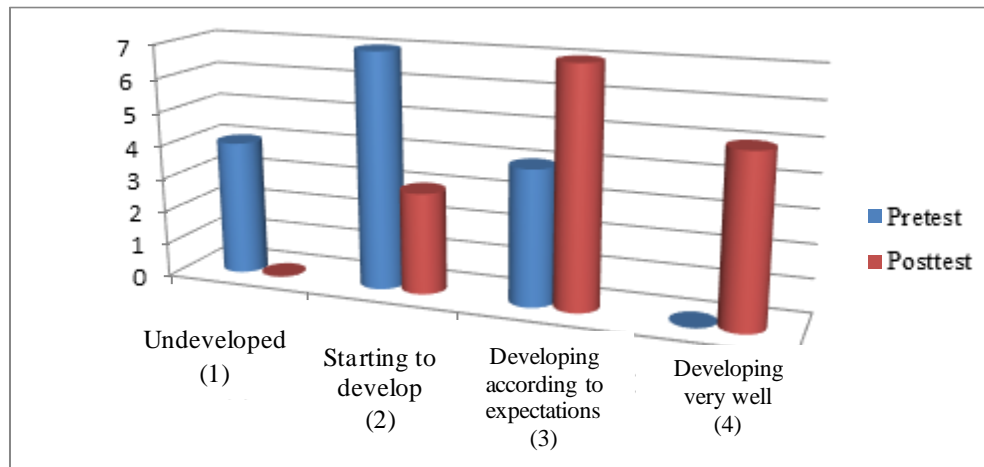 7
6
5
4
3
2
1
0
Undeveloped
(1)
Starting to
develop
(2)
Developing
according to
expectations
(3)
Developing
very well
(4)
Pretest
Posttest